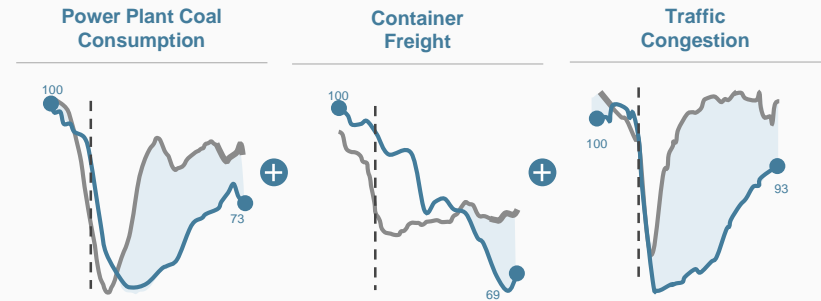 Power Plant Coal
Consumption
100
73
Container
Freight
100
69
Traffic
Congestion
100
93